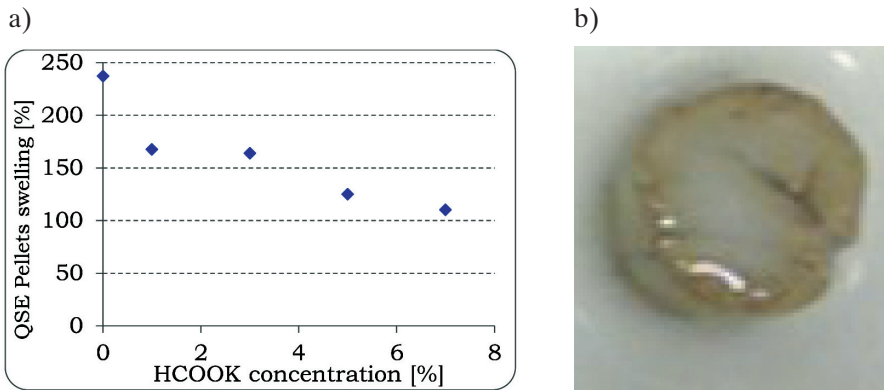 a)
b)
QSE Pellets swelling [%]
250
200
150
100
50
0
0 2 4 6 8
HCOOK concentration [%]